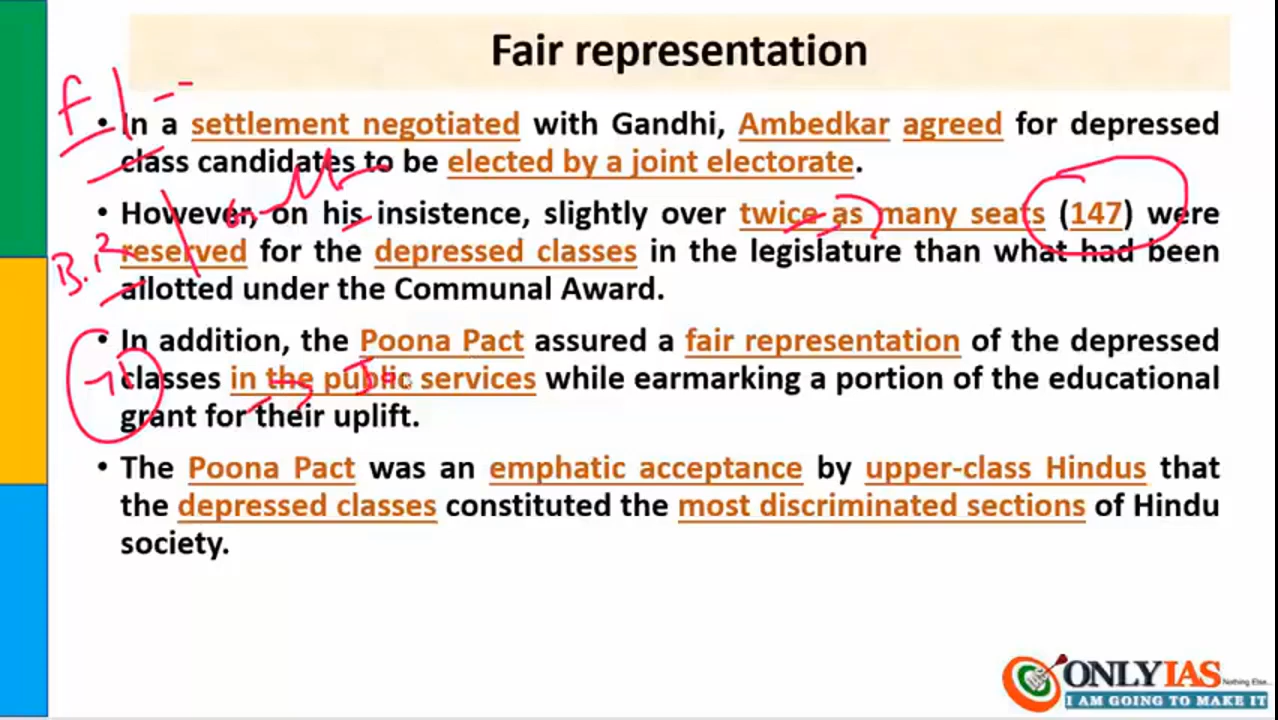 Fair representation
• In a settlement negotiated with Gandhi, Ambedkar agreed for depressed
class candidates to be elected by a joint electorate.
• However, on his insistence, slightly over twice as many seats (147) were
reserved for the depressed classes in the legislature than what had been
allotted under the Communal Award.
• In addition, the Poona Pact assured a fair representation of the depressed
classes in the public services while earmarking a portion of the educational
grant for their uplift.
• The Poona Pact was an emphatic acceptance by upper-class Hindus that
the depressed classes constituted the most discriminated sections of Hindu
society.
ONLYIAS
Nothing Else...
I AM GOING TO MAKE IT